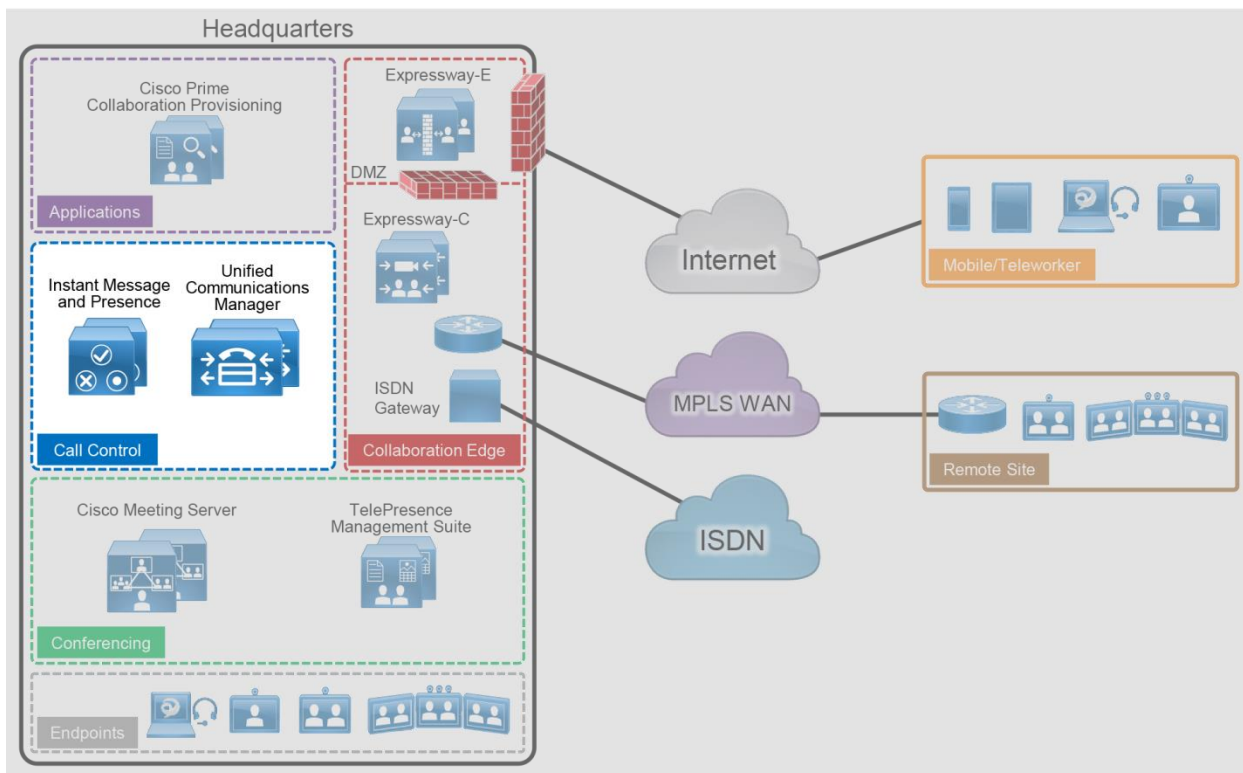 Headquarters
Cisco Prime
Collaboration Provisioning
Applications
Expressway-E
DMZ
Expressway-C
ISDN
Gateway
Collaboration Edge
Instant Message
and Presence
Unified
Communications
Manager
Call Control
Cisco Meeting Server
TelePresence
Management Suite
Conferencing
Endpoints
Internet
MPLS WAN
ISDN
Mobile/Teleworker
Remote Site